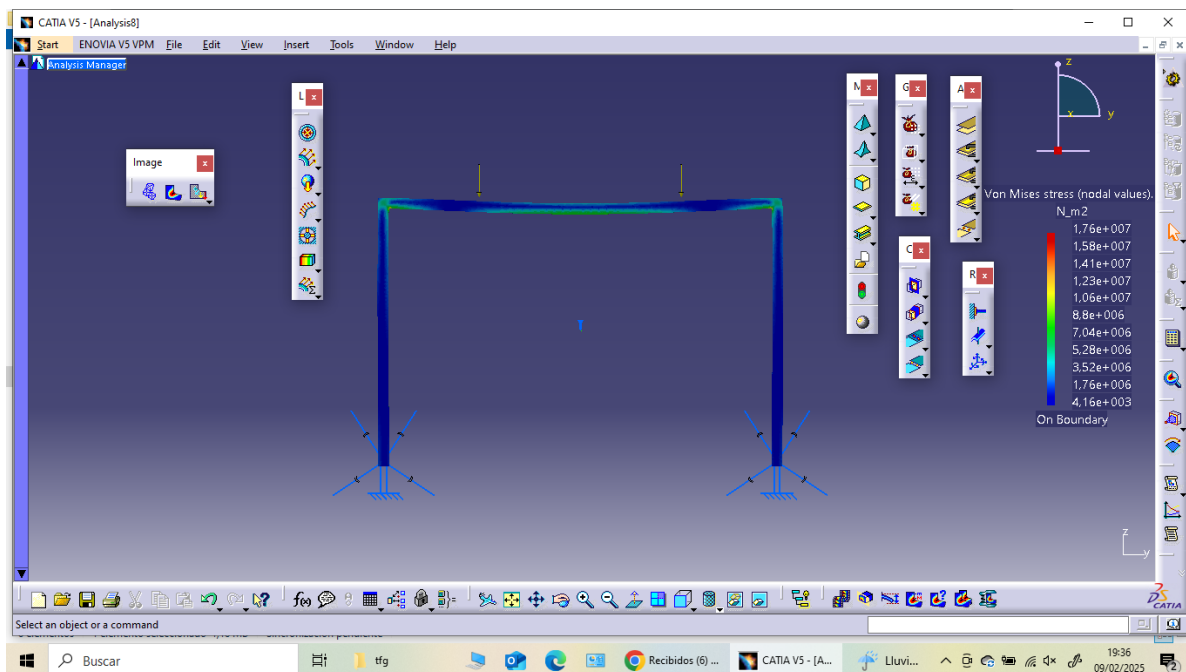 CATIA V5 - [Analysis8]
Start ENOVIA V5 VPM File Edit View Insert Tools Window Help
Analysis Manager
L
M
G
A
z
x
y
Image
Von Mises stress (nodal values).
N_m2
1,76e+007
1,58e+007
1,41e+007
1,23e+007
1,06e+007
8,8e+006
7,04e+006
5,28e+006
3,52e+006
1,76e+006
4,16e+003
On Boundary
C
R
z
y
CATIA
Select an object or a command
Buscar
tfg
Recibidos (6) ...
CATIA V5 - [A...
Lluvi...
19:36
09/02/2025
2